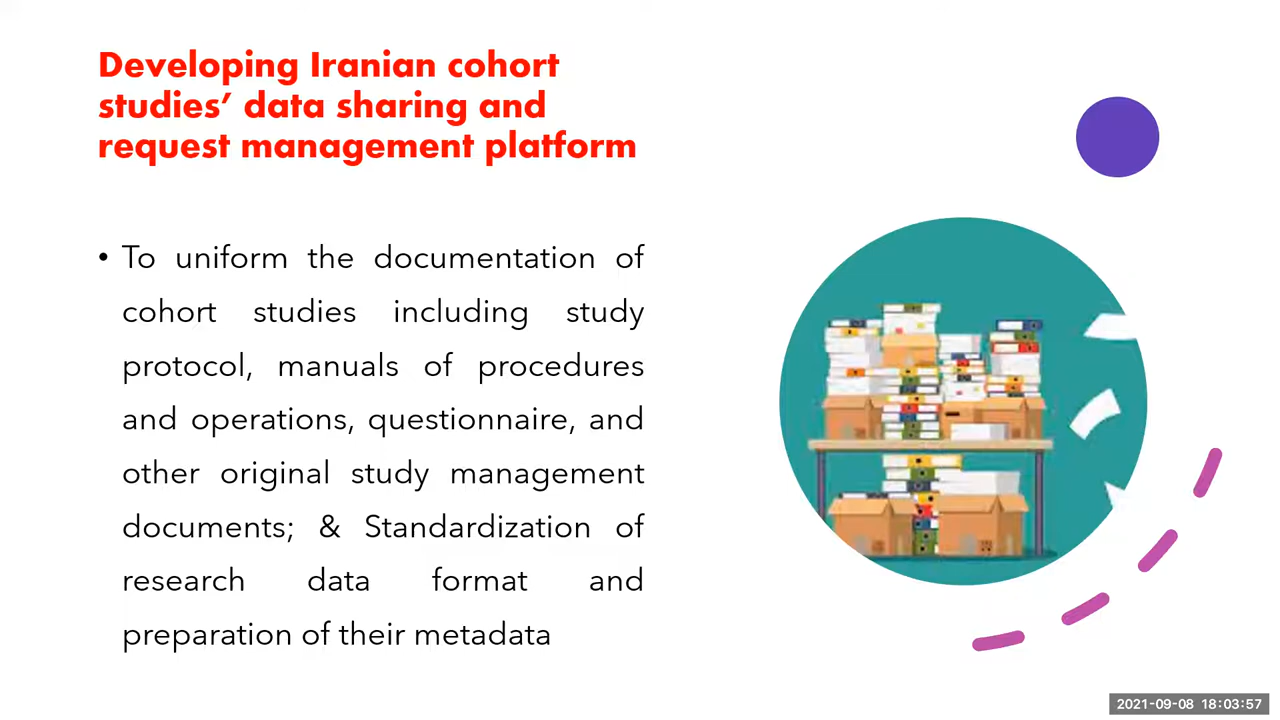 Developing Iranian cohort
studies’ data sharing and
request management platform
• To uniform the documentation of
cohort studies including study
protocol, manuals of procedures
and operations, questionnaire, and
other original study management
documents; & Standardization of
research data format and
preparation of their metadata
2021-09-08 18:03:57